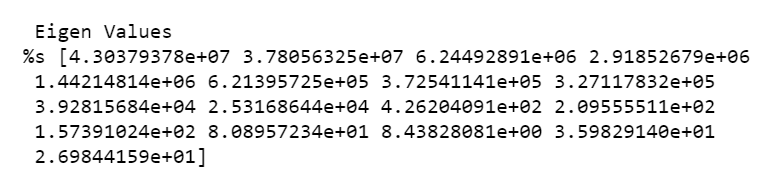 Eigen Values
%s [4.30379378e+07 3.78056325e+07 6.24492891e+06 2.91852679e+06
1.44214814e+06 6.21395725e+05 3.72541141e+05 3.27117832e+05
3.92815684e+04 2.53168644e+04 4.26204091e+02 2.09555511e+02
1.57391024e+02 8.08957234e+01 8.43828081e+00 3.59829140e+01
2.69844159e+01]